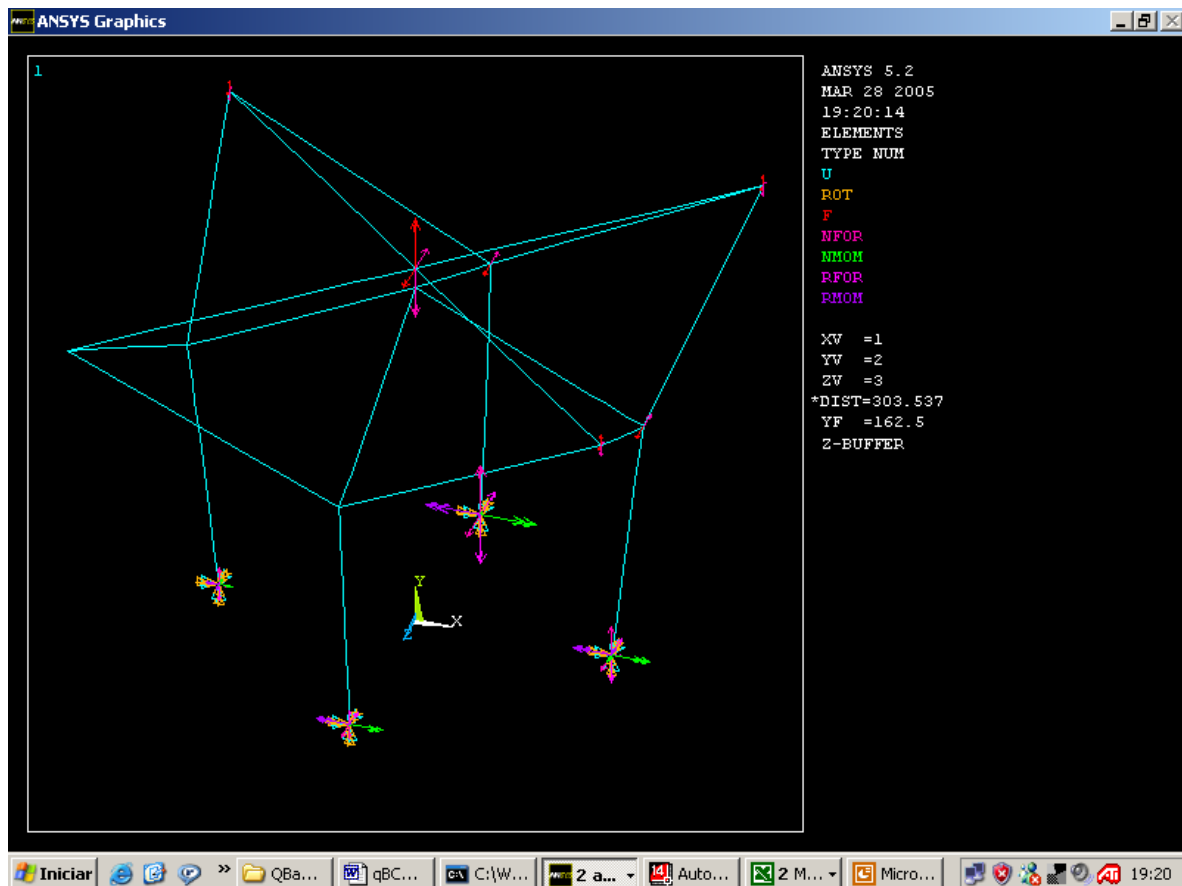 ANSYS Graphics
1
ANSYS 5.2
MAR 28 2005
19:20:14
ELEMENTS
TYPE NUM
U
ROT
F
NFOR
NMOM
RFOR
RMOM
XV =1
YV =2
ZV =3
*DIST=303.537
YF =162.5
Z-BUFFER
Y
X
Z
Iniciar
»
QBa...
qBC...
C:\W...
2 a...
Auto...
2 M...
Micro...
19:20